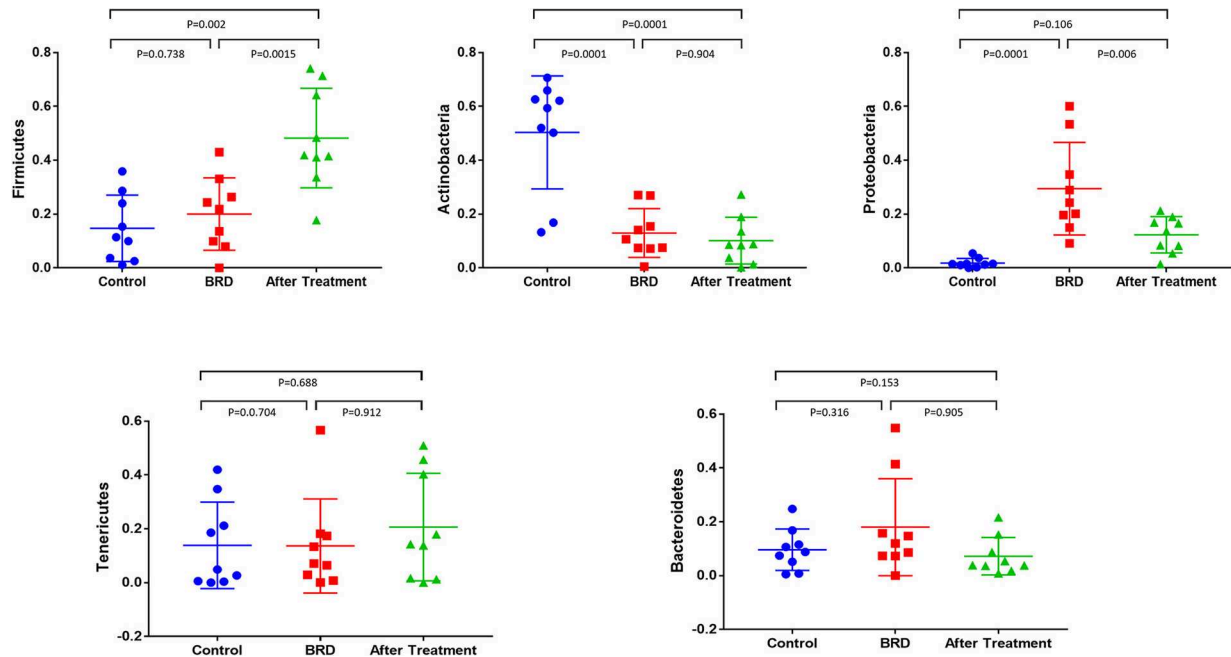 P=0.002
P=0.0.738 P=0.0015
0.8
0.6
0.4
0.2
0.0
Firmicutes
Control BRD After Treatment
P=0.0001
P=0.0001 P=0.904
0.8
0.6
0.4
0.2
0.0
Actinobacteria
Control BRD After Treatment
P=0.106
P=0.0001 P=0.006
0.8
0.6
0.4
0.2
0.0
Proteobacteria
Control BRD After Treatment
P=0.688
P=0.0.704 P=0.912
0.6
0.4
0.2
0.0
-0.2
Tenericutes
Control BRD After Treatment
P=0.153
P=0.316 P=0.905
0.6
0.4
0.2
0.0
-0.2
Bacteroidetes
Control BRD After Treatment